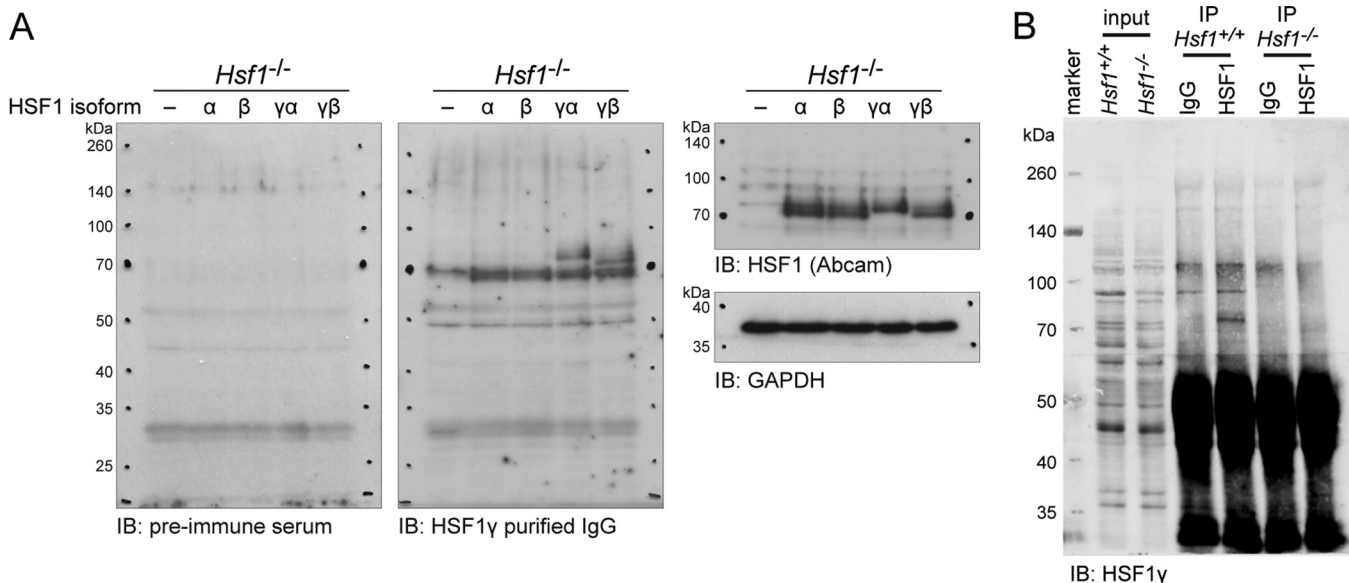 A
Hsf1-/-
HSF1 isoform – α β γα γβ
kDa
260
140
100
70
50
40
35
25
IB: pre-immune serum
Hsf1-/-
– α β γα γβ
IB: HSF1γ purified IgG
Hsf1-/-
– α β γα γβ
kDa
140
100
70
IB: HSF1 (Abcam)
kDa
40
35
IB: GAPDH
B
input
IP
Hsf1+/+
IP
Hsf1-/-
marker
Hsf1+/+
Hsf1-/-
IgG
HSF1
IgG
HSF1
kDa
260
140
100
70
50
40
35
IB: HSF1γ